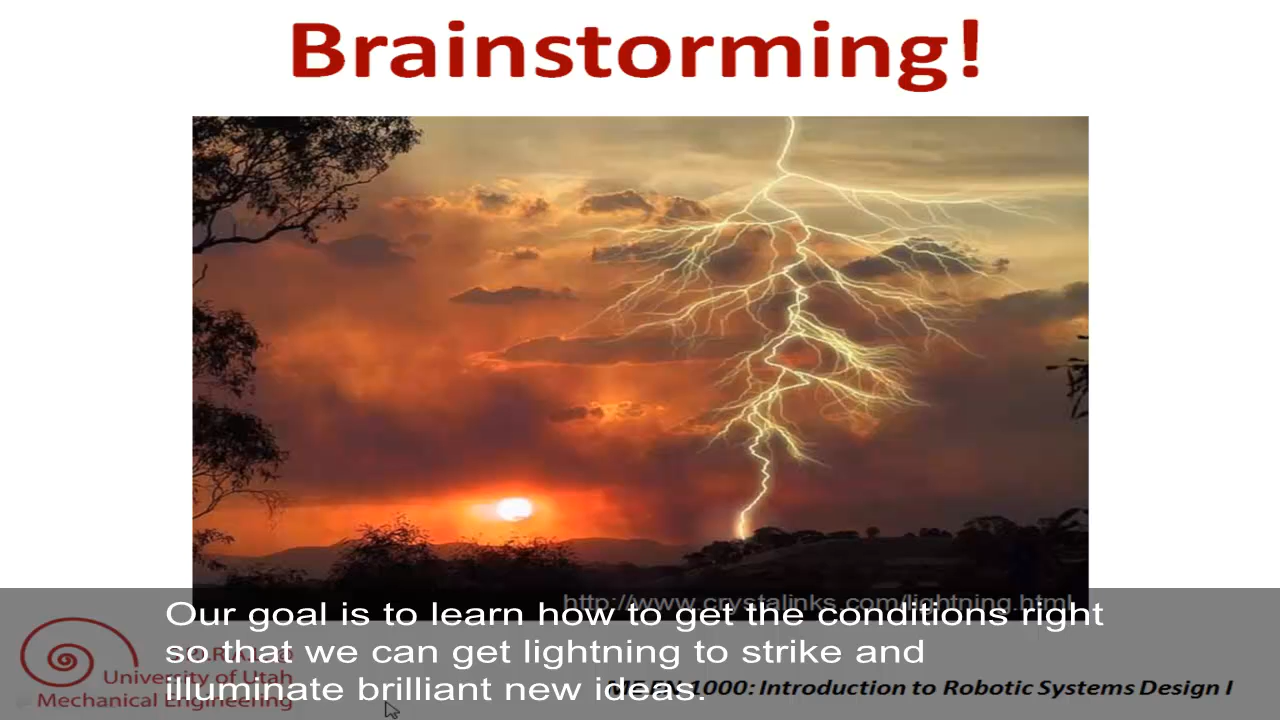 Brainstorming!
http://www.crystalinks.com/lightning.html
Our goal is to learn how to get the conditions right
so that we can get lightning to strike and
illuminate brilliant new ideas.
University of Utah
Mechanical Engineering
1000: Introduction to Robotic Systems Design I